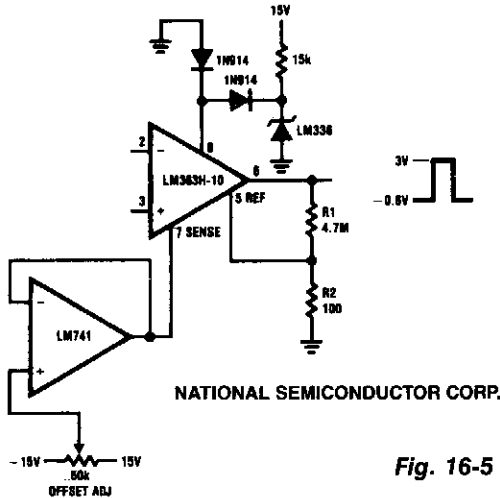 15V
15k
1N914
1N914
LM336
8
2
−
LM363H-10
6
3
+
5 REF
7 SENSE
R1
4.7M
R2
100
3V
−0.6V
−
LM741
+
NATIONAL SEMICONDUCTOR CORP.
−15V
15V
50k
OFFSET ADJ
Fig. 16-5